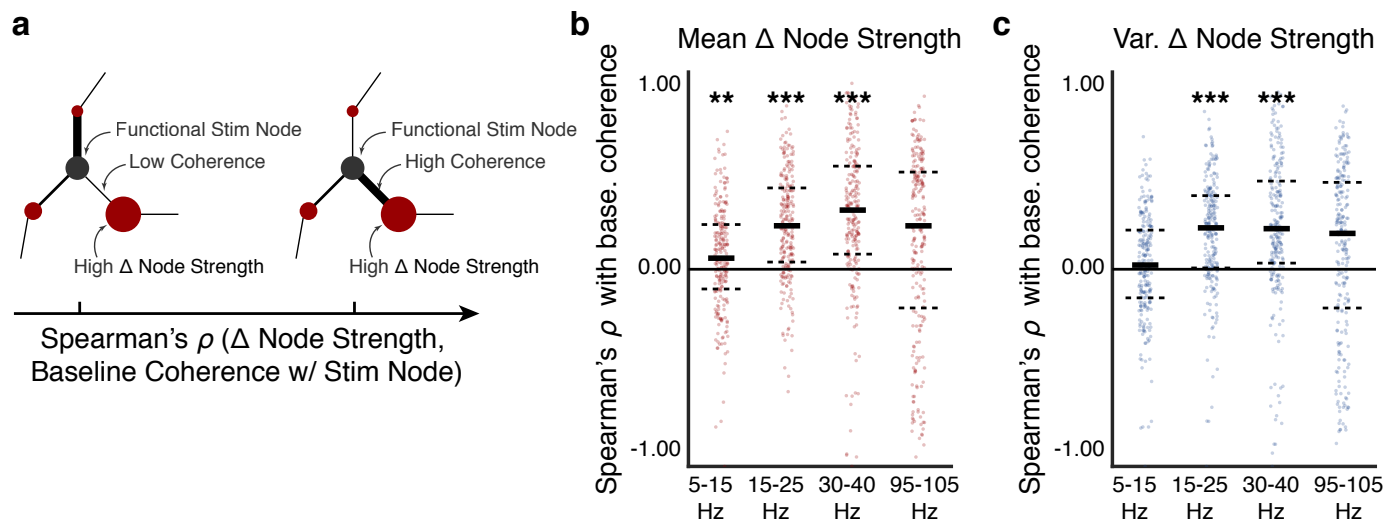 a
Functional Stim Node
Low Coherence
High Δ Node Strength
Functional Stim Node
High Coherence
High Δ Node Strength
Spearman's ρ (Δ Node Strength,
Baseline Coherence w/ Stim Node)
b
Mean Δ Node Strength
Spearman's ρ with base. coherence
1.00
0.00
-1.00
** *** ***
5-15 15-25 30-40 95-105
Hz Hz Hz Hz
c
Var. Δ Node Strength
Spearman's ρ with base. coherence
1.00
0.00
-1.00
*** ***
5-15 15-25 30-40 95-105
Hz Hz Hz Hz